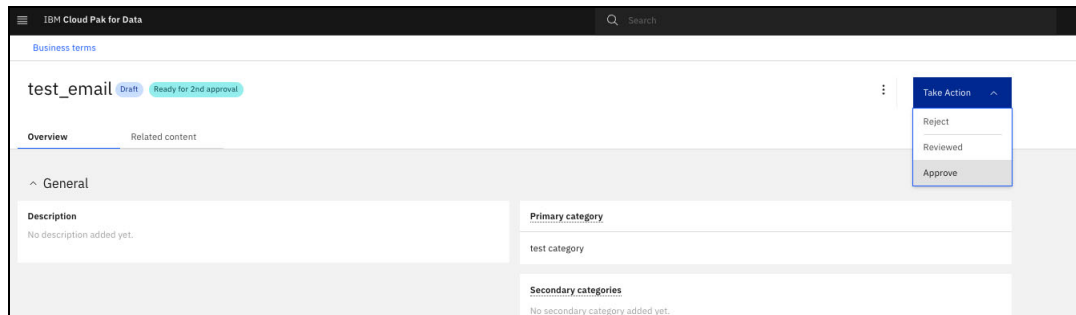 IBM Cloud Pak for Data
Search
Business terms
test_email Draft Ready for 2nd approval
Take Action
Reject
Reviewed
Approve
Overview Related content
General
Description
No description added yet.
Primary category
test category
Secondary categories
No secondary category added yet.